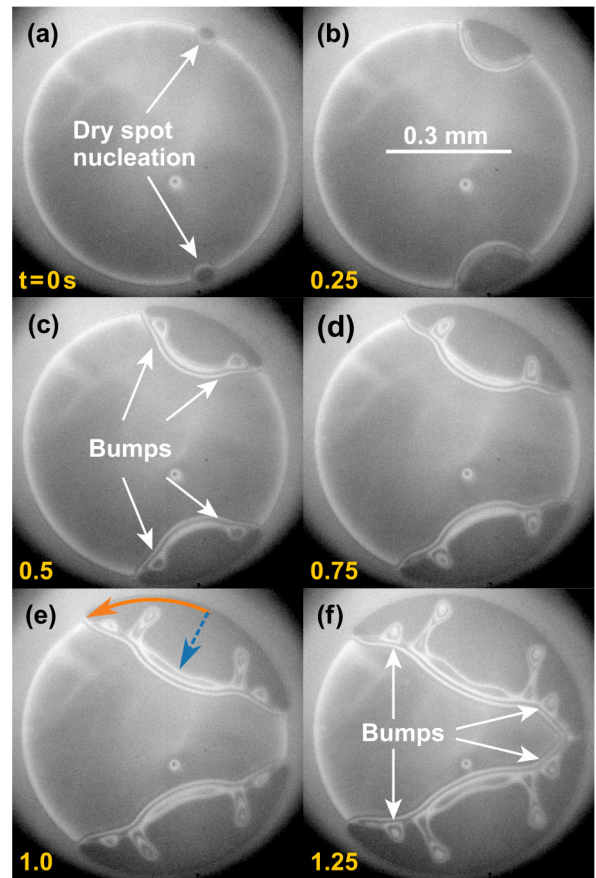 (a)
Dry spot
nucleation
t=0s
(b)
0.3 mm
0.25
(c)
Bumps
0.5
(d)
0.75
(e)
1.0
(f)
Bumps
1.25